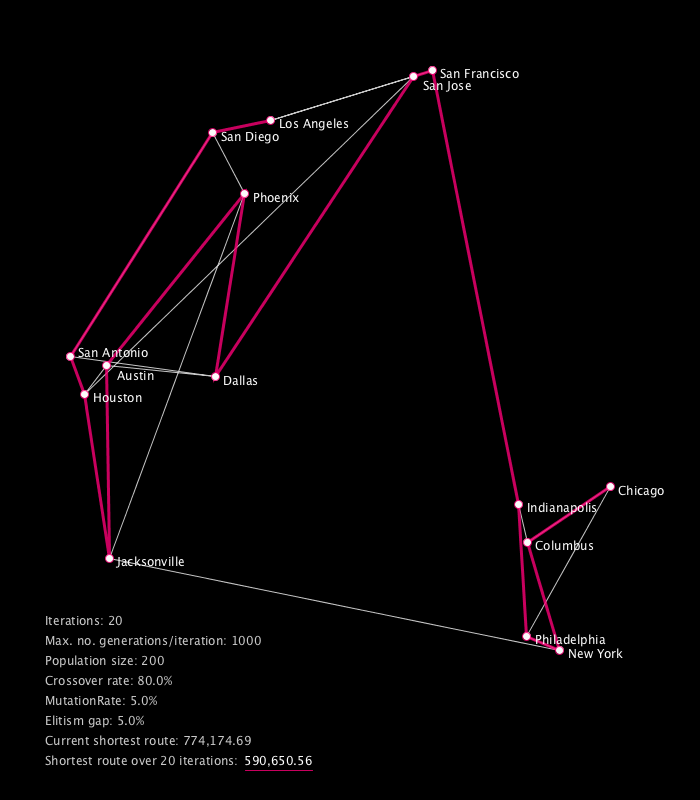 San Francisco
San Jose
Los Angeles
San Diego
Phoenix
San Antonio
Austin
Dallas
Houston
Chicago
Indianapolis
Columbus
Jacksonville
Philadelphia
New York
Iterations: 20
Max. no. generations/iteration: 1000
Population size: 200
Crossover rate: 80.0%
MutationRate: 5.0%
Elitism gap: 5.0%
Current shortest route: 774,174.69
Shortest route over 20 iterations: 590,650.56